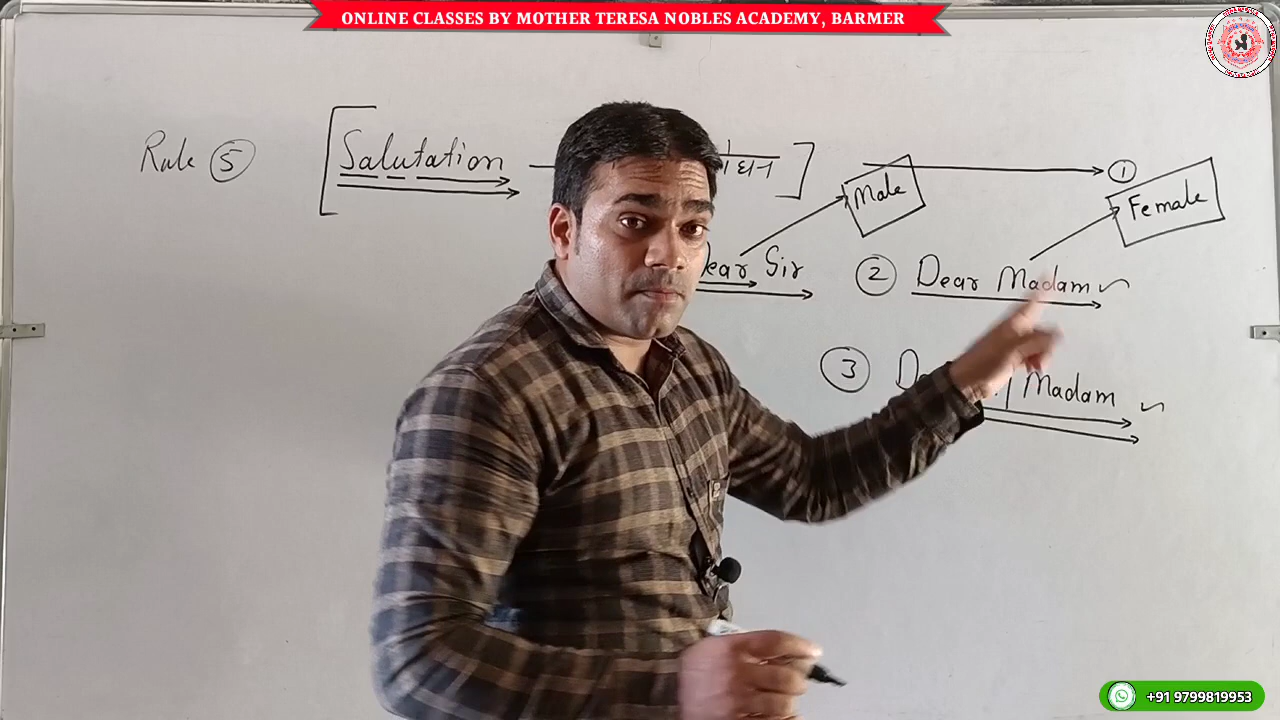 ONLINE CLASSES BY MOTHER TERESA NOBLES ACADEMY, BARMER
Rule 5 [ Salutation — ] → 1
Male Female
Dear Sir 2 Dear Madam
3 Madam
+91 9799819953